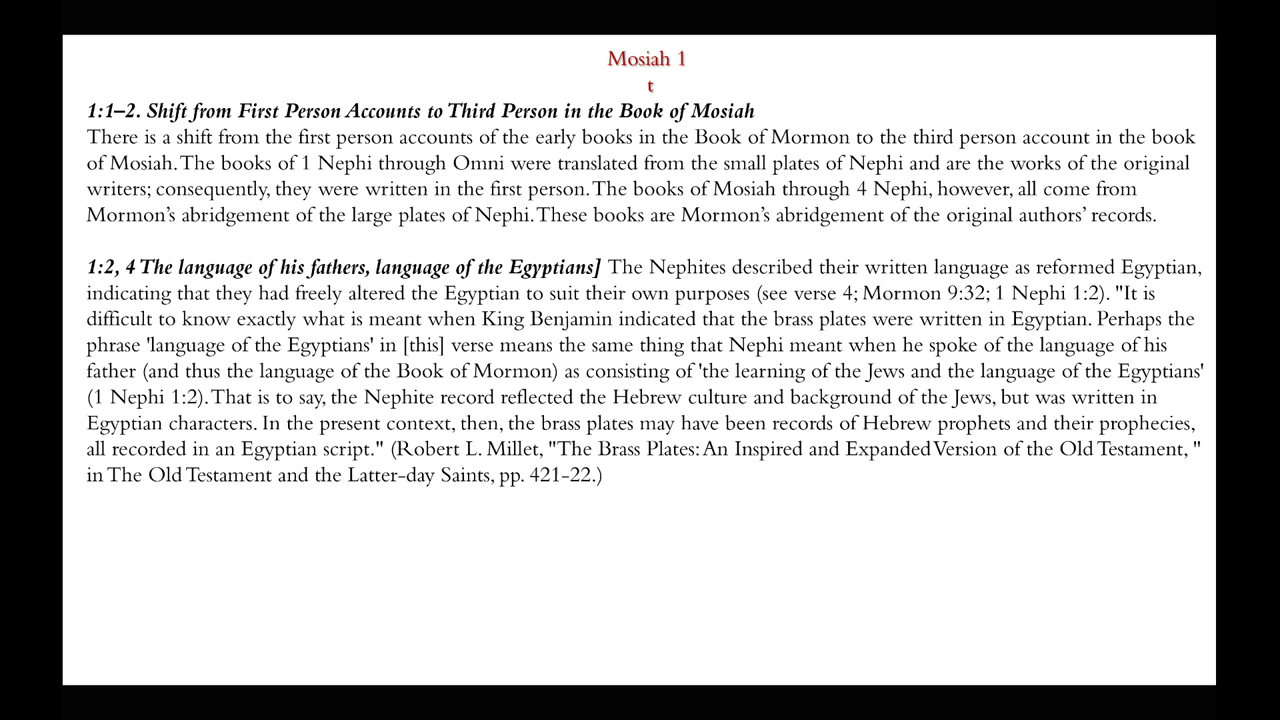 Mosiah 1
t
1:1–2. Shift from First Person Accounts to Third Person in the Book of Mosiah
There is a shift from the first person accounts of the early books in the Book of Mormon to the third person account in the book
of Mosiah. The books of 1 Nephi through Omni were translated from the small plates of Nephi and are the works of the original
writers; consequently, they were written in the first person. The books of Mosiah through 4 Nephi, however, all come from
Mormon’s abridgement of the large plates of Nephi. These books are Mormon’s abridgement of the original authors’ records.
1:2, 4 The language of his fathers, language of the Egyptians] The Nephites described their written language as reformed Egyptian,
indicating that they had freely altered the Egyptian to suit their own purposes (see verse 4; Mormon 9:32; 1 Nephi 1:2). "It is
difficult to know exactly what is meant when King Benjamin indicated that the brass plates were written in Egyptian. Perhaps the
phrase 'language of the Egyptians' in [this] verse means the same thing that Nephi meant when he spoke of the language of his
father (and thus the language of the Book of Mormon) as consisting of 'the learning of the Jews and the language of the Egyptians'
(1 Nephi 1:2). That is to say, the Nephite record reflected the Hebrew culture and background of the Jews, but was written in
Egyptian characters. In the present context, then, the brass plates may have been records of Hebrew prophets and their prophecies,
all recorded in an Egyptian script." (Robert L. Millet, "The Brass Plates: An Inspired and Expanded Version of the Old Testament, "
in The Old Testament and the Latter-day Saints, pp. 421-22.)